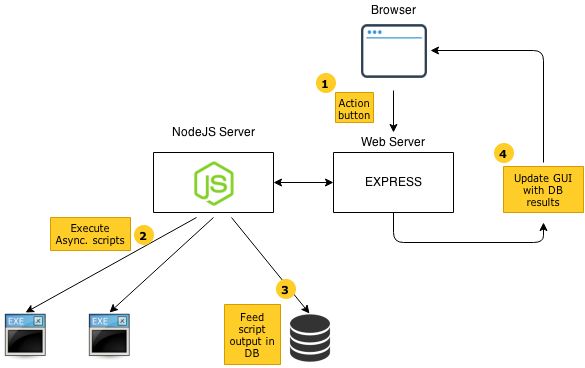 Browser
1
Action
button
NodeJS Server
Web Server
4
JS
EXPRESS
Update GUI
with DB
results
Execute
Async. scripts
2
3
Feed
script
output in
DB
EXE
EXE